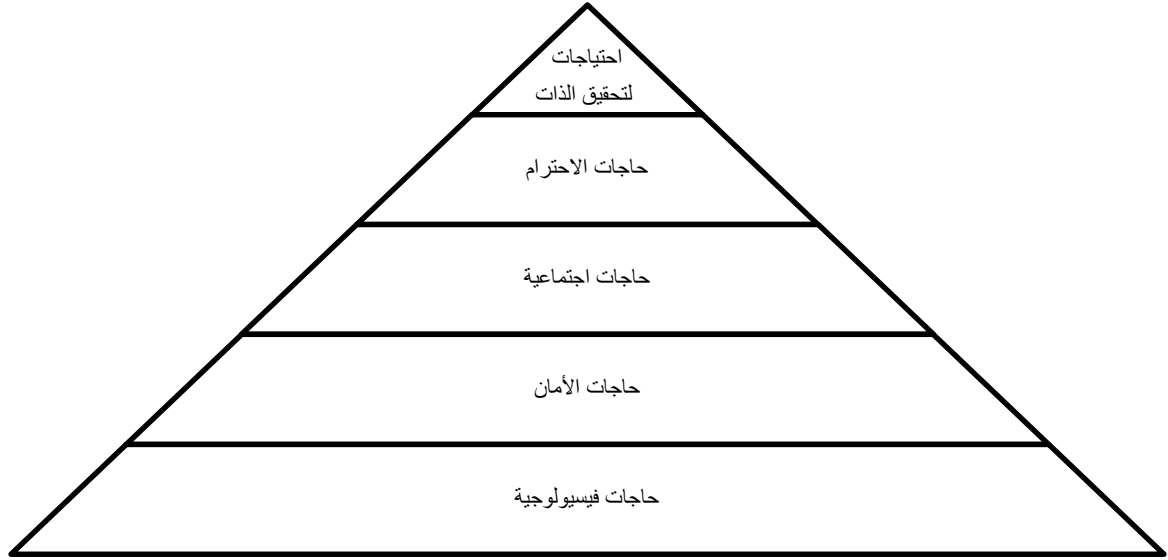 احتياجات
لتحقيق الذات
حاجات الاحترام
حاجات اجتماعية
حاجات الأمان
حاجات فيسيولوجية